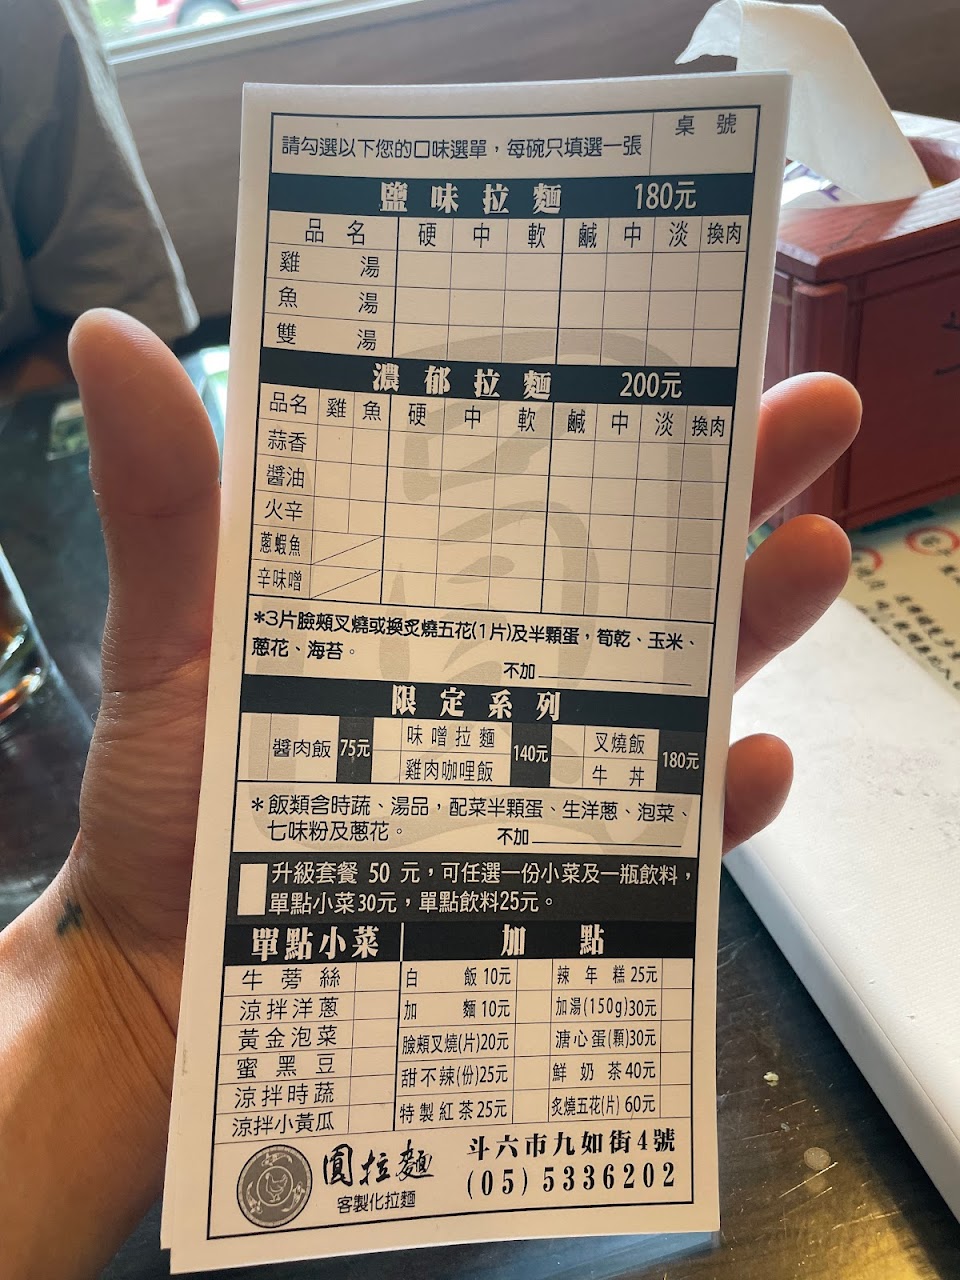 請勾選以下您的口味選單，每碗只填選一張 桌號
鹽味拉麵 180元
品名 硬 中 軟 鹹 中 淡 換肉
雞湯
魚湯
雙湯
濃郁拉麵 200元
品名 雞 魚 硬 中 軟 鹹 中 淡 換肉
蒜香
醬油
火辛
蔥蝦魚
辛味噌
*3片臉頰叉燒或換炙燒五花(1片)及半顆蛋，筍乾、玉米、
蔥花、海苔。
不加
限定系列
醬肉飯 75元 味噌拉麵 雞肉咖哩飯 140元 叉燒飯 牛丼 180元
*飯類含時蔬、湯品，配菜半顆蛋、生洋蔥、泡菜、
七味粉及蔥花。 不加
升級套餐 50 元，可任選一份小菜及一瓶飲料，
單點小菜30元，單點飲料25元。
單點小菜 加點
牛蒡絲 白飯10元 辣年糕25元
涼拌洋蔥 加麵10元 加湯(150g)30元
黃金泡菜 臉頰叉燒(片)20元 溏心蛋(顆)30元
蜜黑豆 甜不辣(份)25元 鮮奶茶40元
涼拌時蔬 特製紅茶25元 炙燒五花(片)60元
涼拌小黃瓜
圓拉麵 斗六市九如街4號
客製化拉麵 (05)5336202